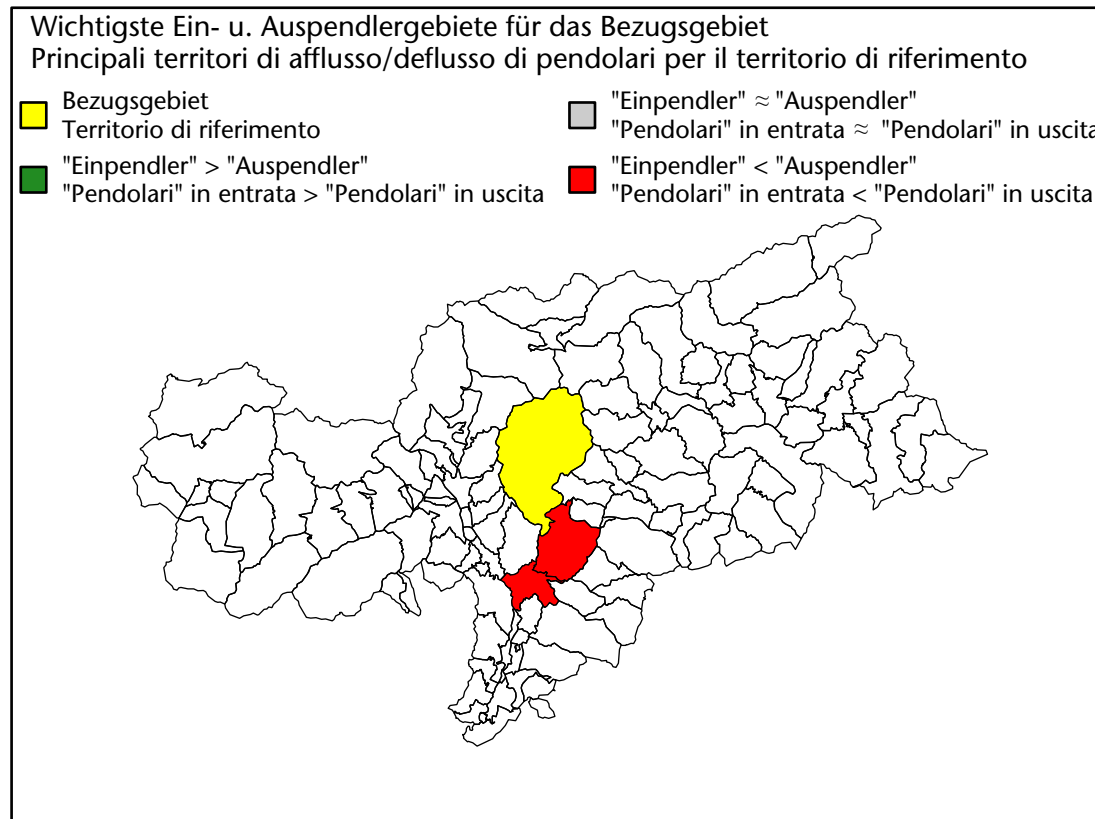 Wichtigste Ein- u. Auspendlergebiete für das Bezugsgebiet
Principali territori di afflusso/deflusso di pendolari per il territorio di riferimento
Bezugsgebiet
Territorio di riferimento
"Einpendler" > "Auspendler"
"Pendolari" in entrata > "Pendolari" in uscita
"Einpendler" ≈ "Auspendler"
"Pendolari" in entrata ≈ "Pendolari" in uscita
"Einpendler" < "Auspendler"
"Pendolari" in entrata < "Pendolari" in uscita